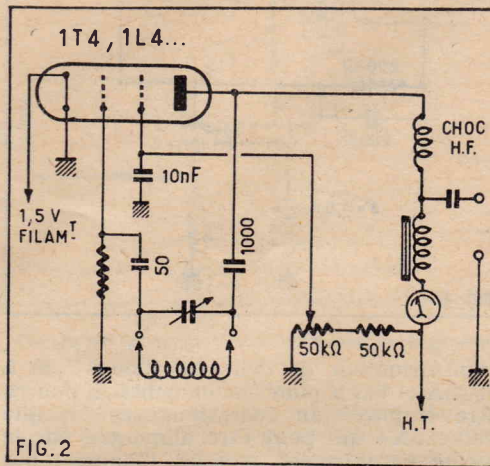 1T4, 1L4...
CHOC
H.F.
10nF
1,5 V
FILAM.T
50
1000
50kΩ
50kΩ
H.T.
FIG.2